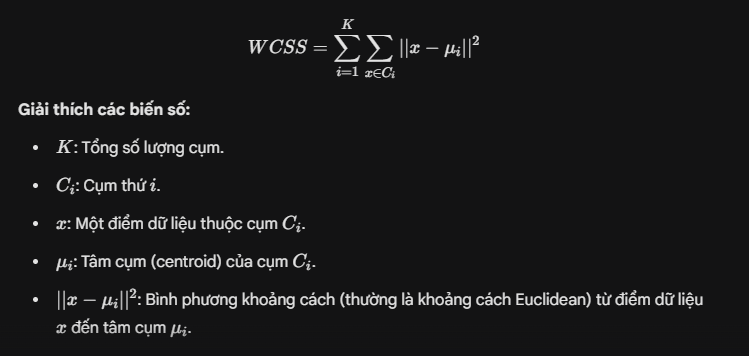 WCSS = \sum_{i=1}^{K} \sum_{x \in C_i} ||x - \mu_i||^2
Giải thích các biến số:
• K: Tổng số lượng cụm.
• C_i: Cụm thứ i.
• x: Một điểm dữ liệu thuộc cụm C_i.
• \mu_i: Tâm cụm (centroid) của cụm C_i.
• ||x - \mu_i||^2: Bình phương khoảng cách (thường là khoảng cách Euclidean) từ điểm dữ liệu
x đến tâm cụm \mu_i.